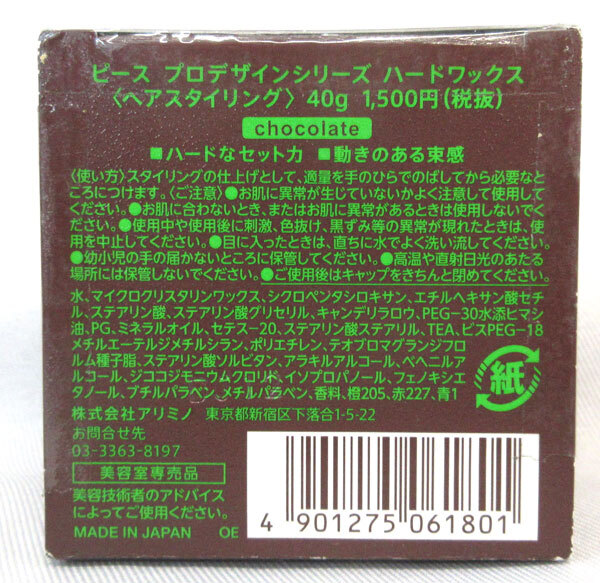 ピース プロデザインシリーズ ハードワックス
〈ヘアスタイリング〉 40g 1,500円(税抜)
chocolate
■ハードなセット力 ■動きのある束感
〈使い方〉スタイリングの仕上げとして、適量を手のひらでのばしてから必要なと
ころにつけます。〈ご注意〉●お肌に異常が生じていないかよく注意して使用して
ください。●お肌に合わないとき、またはお肌に異常があるときは使用しないでく
ださい。●使用中や使用後に刺激、色抜け、黒ずみ等の異常が現れたときは、使用
を中止してください。●目に入ったときは、直ちに水でよく洗い流してください。
●幼小児の手の届かないところに保管してください。●高温や直射日光のあたる
場所には保管しないでください。●ご使用後はキャップをきちんと閉めてください。
水、マイクロクリスタリンワックス、シクロペンタシロキサン、エチルヘキサン酸セチ
ル、ステアリン酸、ステアリン酸グリセリル、キャンデリラロウ、PEG-30水添ヒマシ
油、PG、ミネラルオイル、セテス-20、ステアリン酸ステアリル、TEA、ビスPEG-18
メチルエーテルジメチルシラン、ポリエチレン、テオブロマグランジフロ
ルム種子脂、ステアリン酸ソルビタン、アラキルアルコール、ベヘニルア
ルコール、ジココジモニウムクロリド、イソプロパノール、フェノキシエ
タノール、ブチルパラベン、メチルパラベン、香料、橙205、赤227、青1
紙
株式会社アリミノ 東京都新宿区下落合1-5-22
お問合せ先
03-3363-8197
美容室専売品
美容技術者のアドバイス
によってご使用ください。
MADE IN JAPAN OE
4 901275 061801